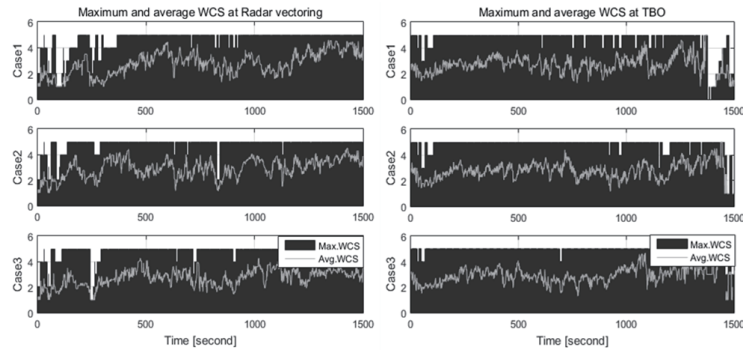 Maximum and average WCS at Radar vectoring
6
4
2
0
Case1
0 500 1000 1500
6
4
2
0
Case2
0 500 1000 1500
6
4
2
0
Case3
Max.WCS
Avg.WCS
0 500 1000 1500
Time [second]
Maximum and average WCS at TBO
6
4
2
0
Case1
0 500 1000 1500
6
4
2
0
Case2
0 500 1000 1500
6
4
2
0
Case3
Max.WCS
Avg.WCS
0 500 1000 1500
Time [second]